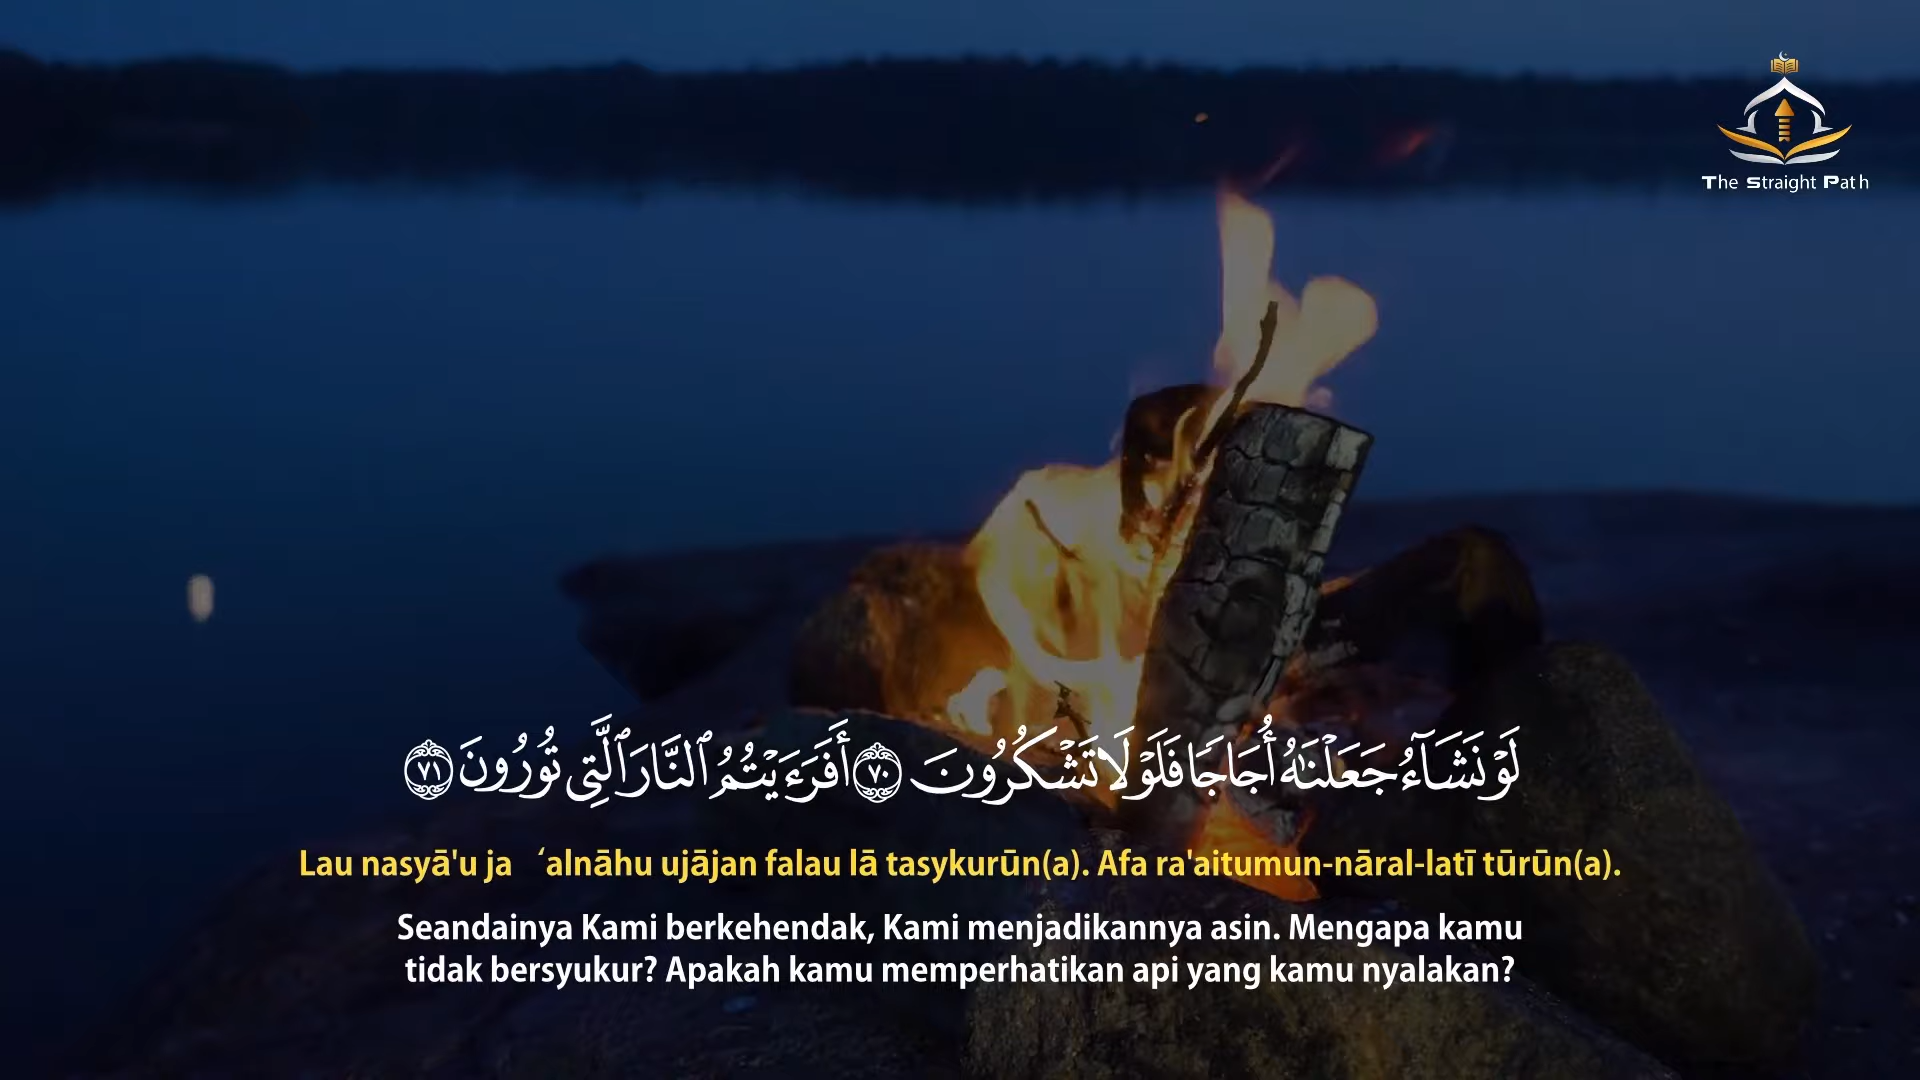 The Straight Path
لَوْ نَشَآءُ جَعَلْنَٰهُ أُجَاجًا فَلَوْلَا تَشْكُرُونَ ٧٠ أَفَرَءَيْتُمُ ٱلنَّارَ ٱلَّتِى تُورُونَ ٧١
Lau nasyā'u ja ‘alnāhu ujājan falau lā tasykurūn(a). Afa ra'aitumun-nāral-latī tūrūn(a).
Seandainya Kami berkehendak, Kami menjadikannya asin. Mengapa kamu
tidak bersyukur? Apakah kamu memperhatikan api yang kamu nyalakan?